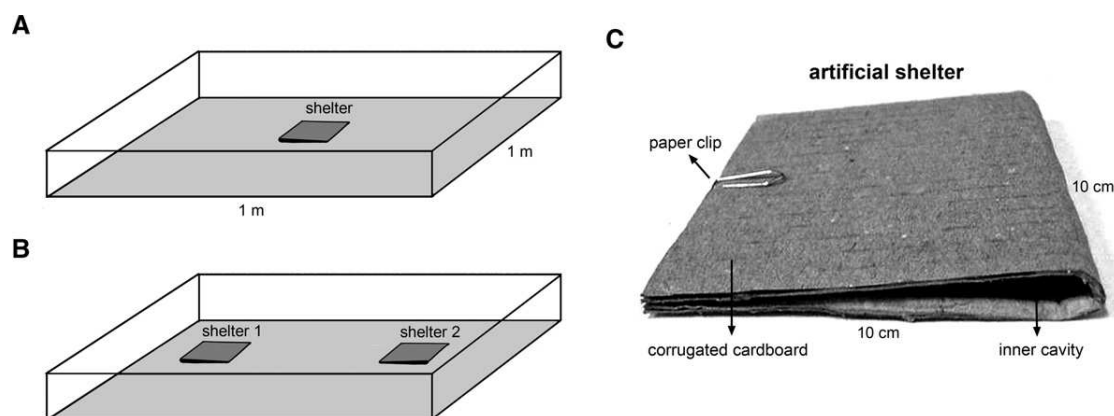 A
shelter
1 m
1 m
B
shelter 1
shelter 2
C
artificial shelter
paper clip
10 cm
10 cm
corrugated cardboard
inner cavity